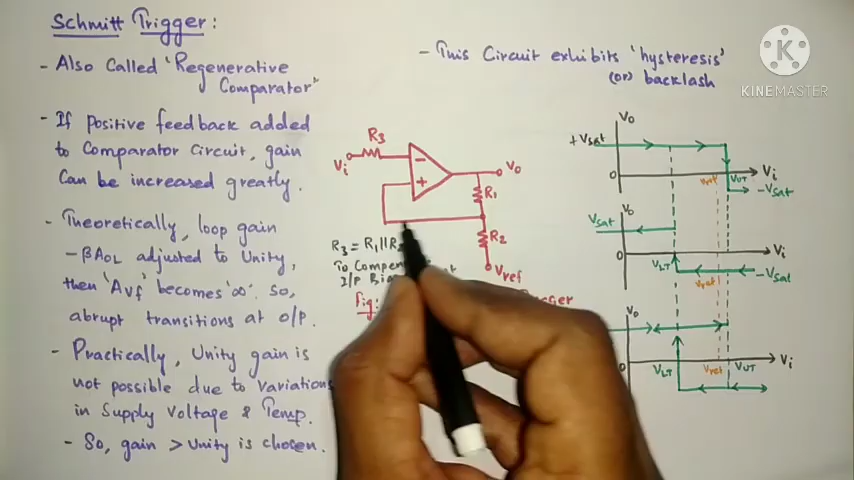 Schmitt Trigger:
- Also Called 'Regenerative
Comparator'
- If Positive feedback added
to Comparator Circuit, gain
Can be increased greatly.
- Theoretically, loop gain
-βAOL adjusted to Unity,
then 'Avf' becomes '∞'. So,
abrupt transitions at O/P.
- Practically, Unity gain is
not possible due to Variations
in Supply Voltage & Temp.
- So, gain > Unity is chosen.
- This Circuit exhibits 'hysteresis'
(or) backlash
K
KINEMASTER
R3
Vi
-
+
Vo
R1
R2
Vref
R3 = R1||R2
To
I/P
Fig:
Vo
+Vsat
0
Vi
Vref
VUT
-Vsat
Vo
Vsat
0
Vi
VLT
Vref
-Vsat
Vo
0
Vi
VLT
Vref
VUT